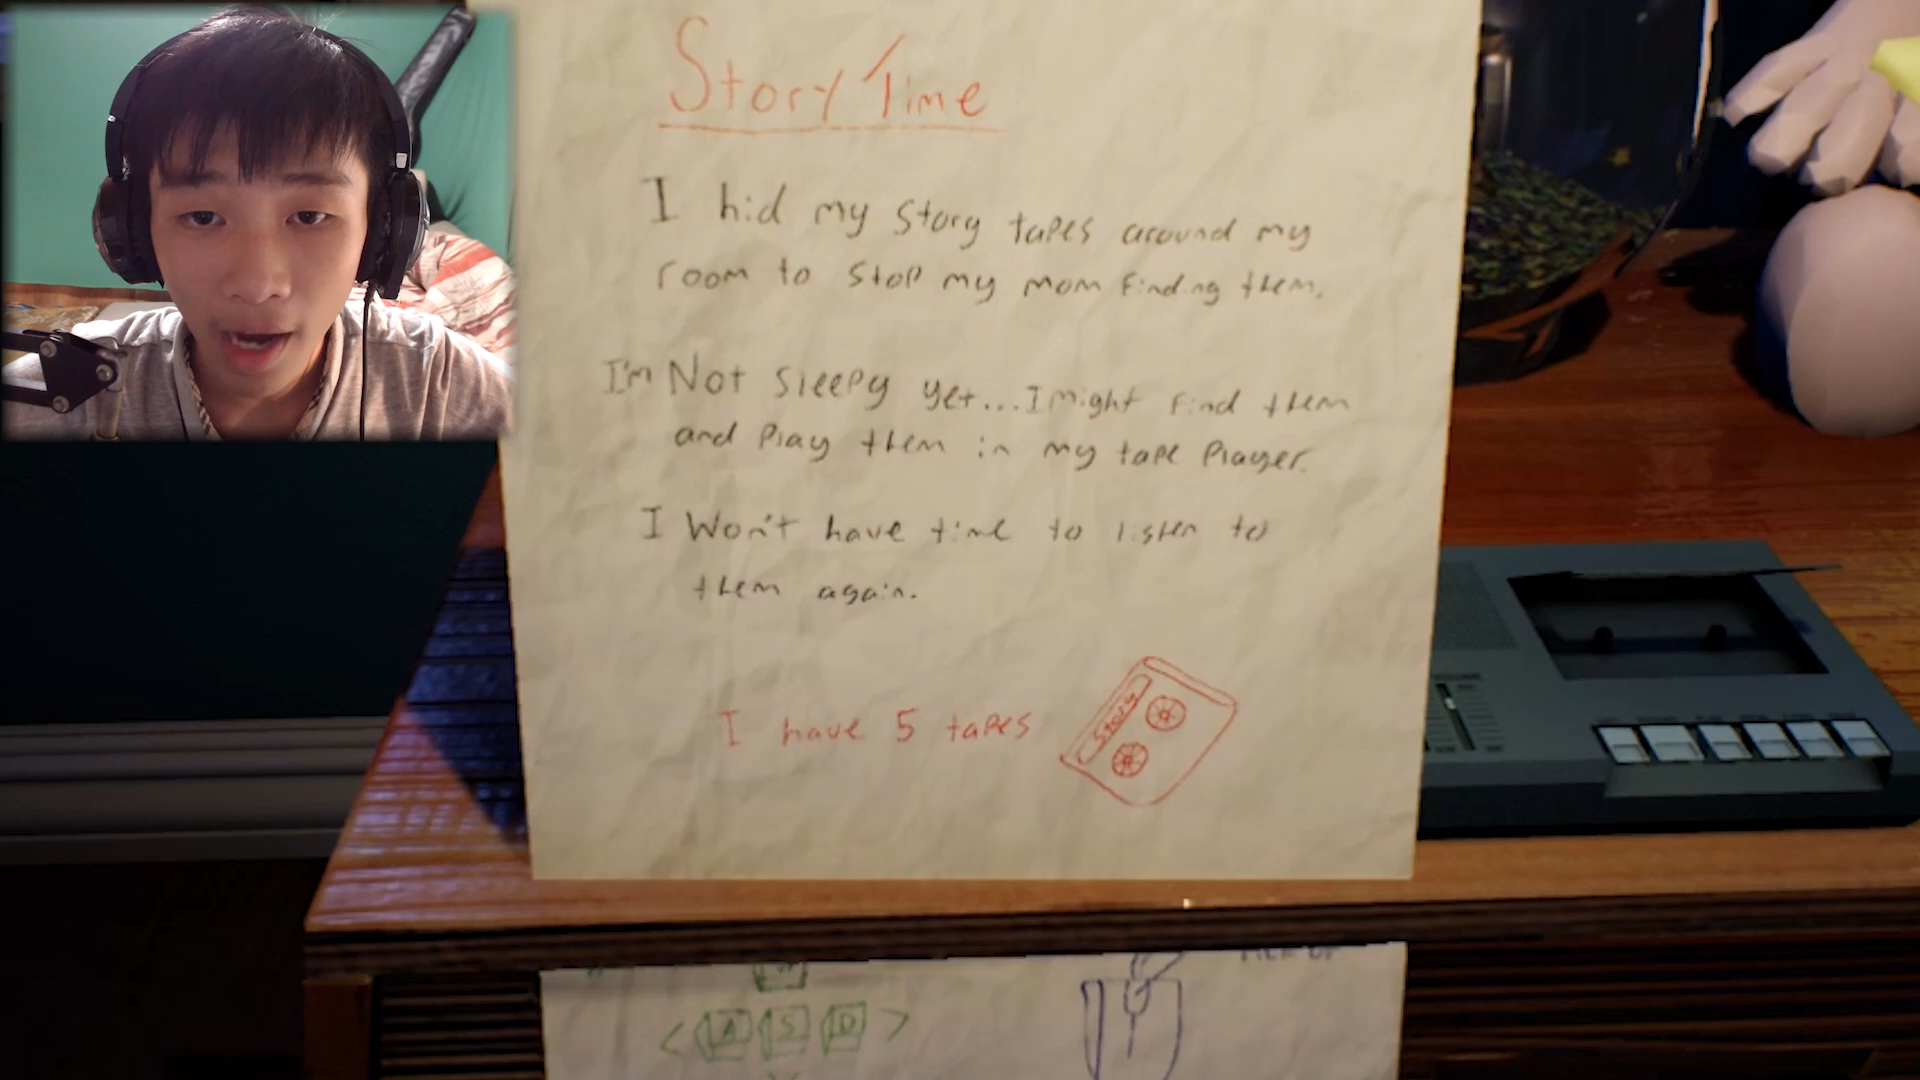 Story Time
I hid my story tapes around my
room to stop my mom finding them.
I'm Not sleepy yet...I might find them
and play them in my tape player.
I Won't have time to listen to
them again.
I have 5 tapes
Story
A S D